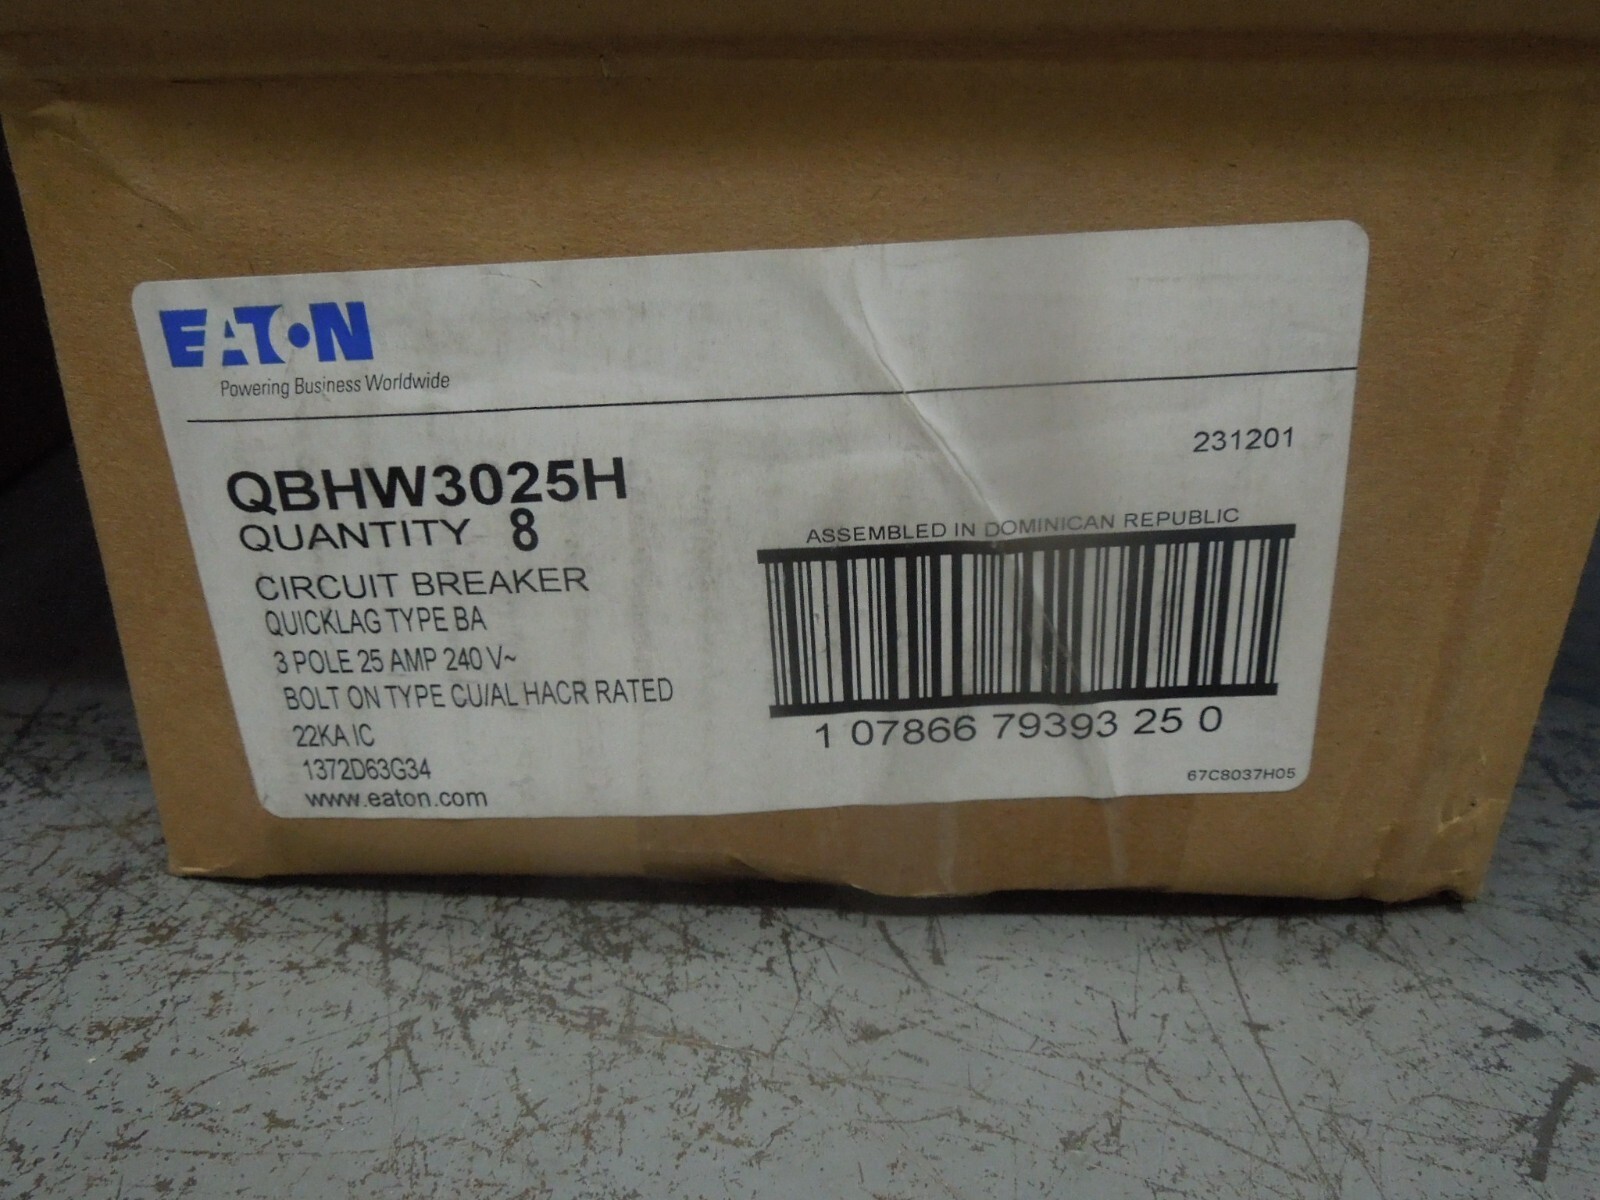 EATON
Powering Business Worldwide
231201
QBHW3025H
QUANTITY 8
CIRCUIT BREAKER
QUICKLAG TYPE BA
3 POLE 25 AMP 240 V~
BOLT ON TYPE CU/AL HACR RATED
22KA IC
1372D63G34
www.eaton.com
ASSEMBLED IN DOMINICAN REPUBLIC
1 07866 79393 25 0
67C8037H05